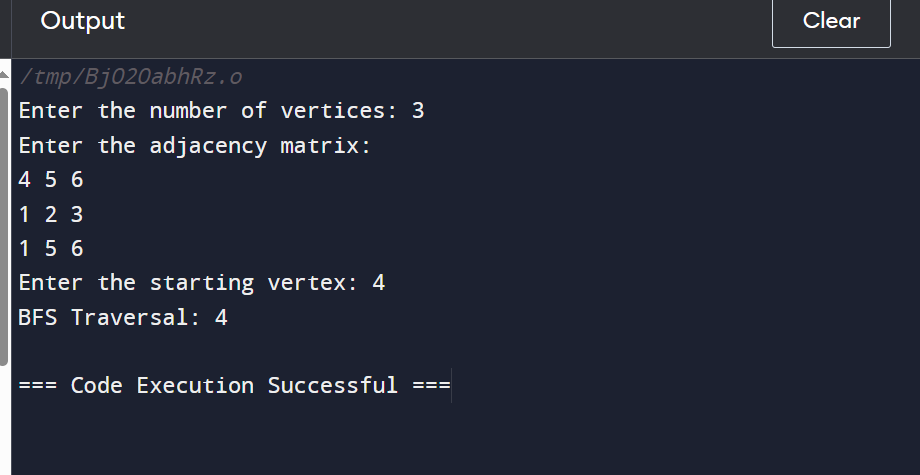 Output
Clear
/tmp/BjO2OabhRz.o
Enter the number of vertices: 3
Enter the adjacency matrix:
4 5 6
1 2 3
1 5 6
Enter the starting vertex: 4
BFS Traversal: 4
=== Code Execution Successful ===